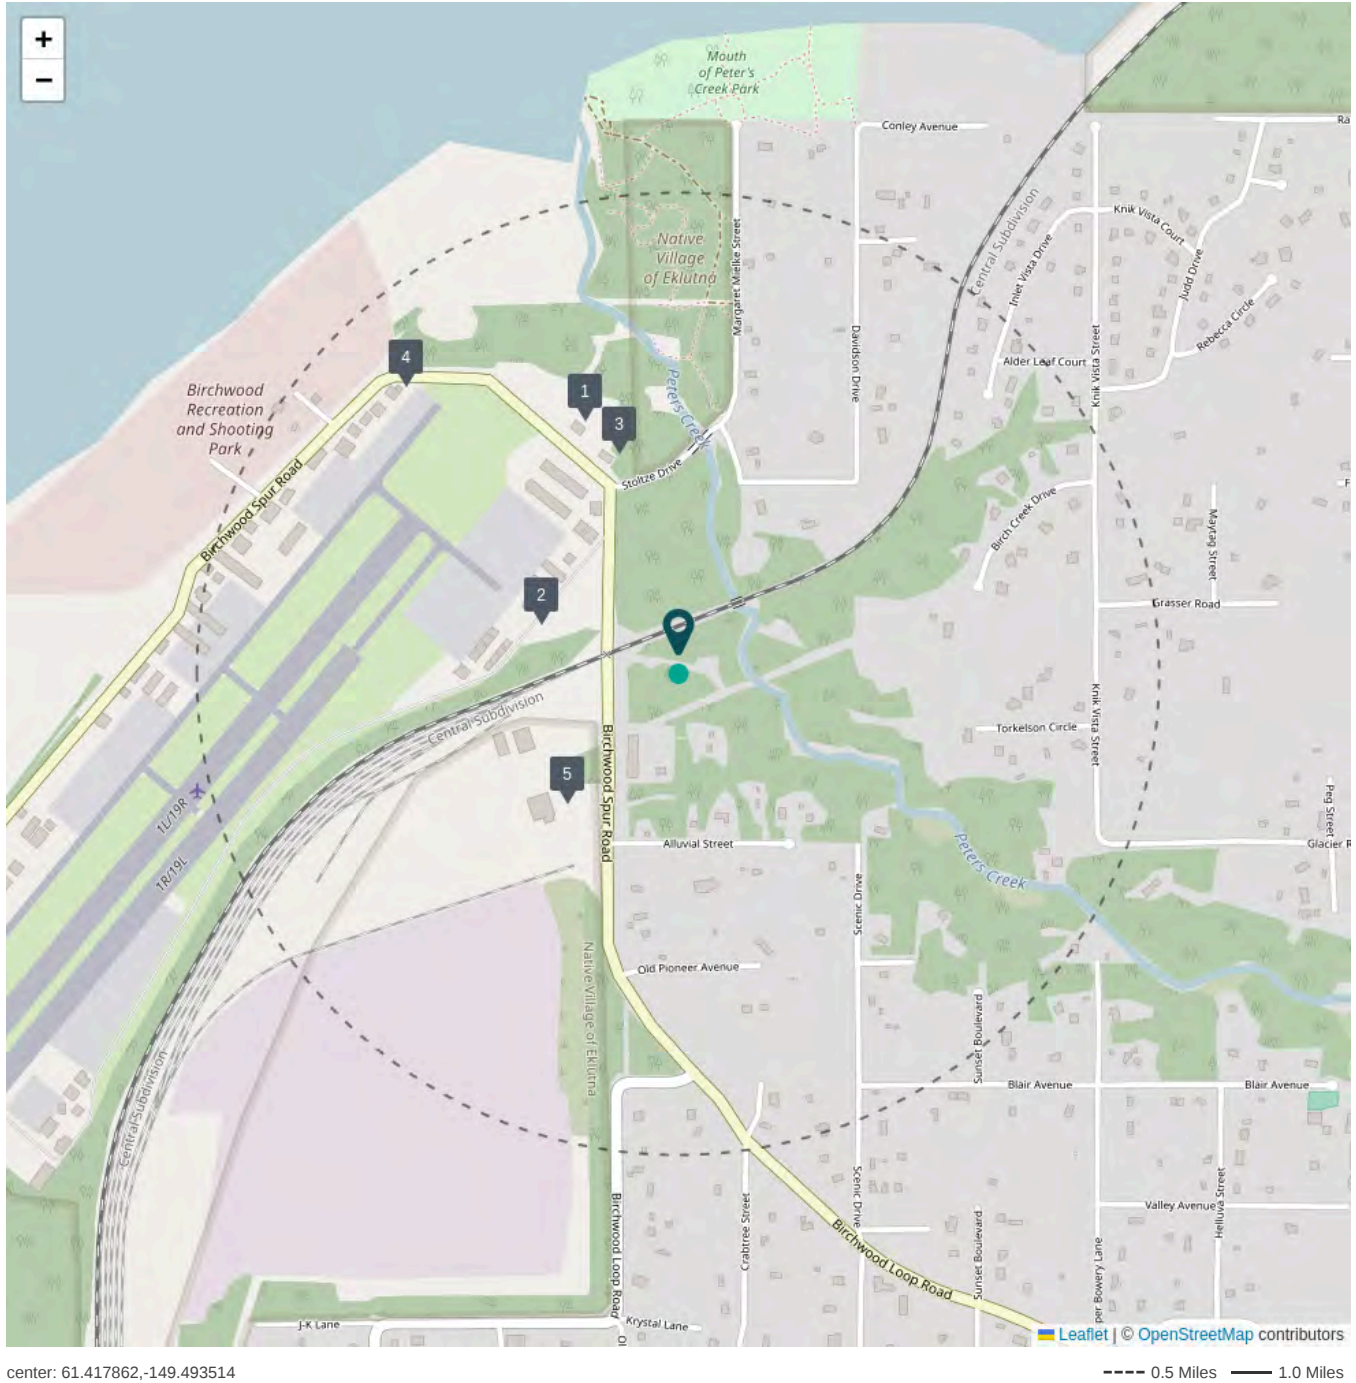 +
−
Mouth
of Peter's
Creek Park
Conley Avenue
Ra
Knik Vista Court
Central Subdivision
Inlet Vista Drive
Judd Drive
Margaret Mielke Street
Native
Village
of Eklutna
Rebecca Circle
Davidson Drive
Knik Vista Street
Alder Leaf Court
4
1
3
Birchwood
Recreation
and Shooting
Park
Peters Creek
Stoltze Drive
Birchwood Spur Road
F
Birch Creek Drive
Maytag Street
2
Grasser Road
Central Subdivision
Knik Vista Street
Torkelson Circle
Birchwood Spur Road
5
1L/19R
1R/19L
Peg Street
Alluvial Street
Glacier R
Peters Creek
Scenic Drive
Old Pioneer Avenue
Native Village of Eklutna
Sunset Boulevard
Blair Avenue
Blair Avenue
Central Subdivision
Birchwood Loop Road
Crabtree Street
Scenic Drive
Valley Avenue
Helluva Street
Sunset Boulevard
Birchwood Loop Road
per Bowery Lane
J-K Lane
Krystal Lane
Ol
Leaflet | © OpenStreetMap contributors
center: 61.417862,-149.493514
0.5 Miles
1.0 Miles